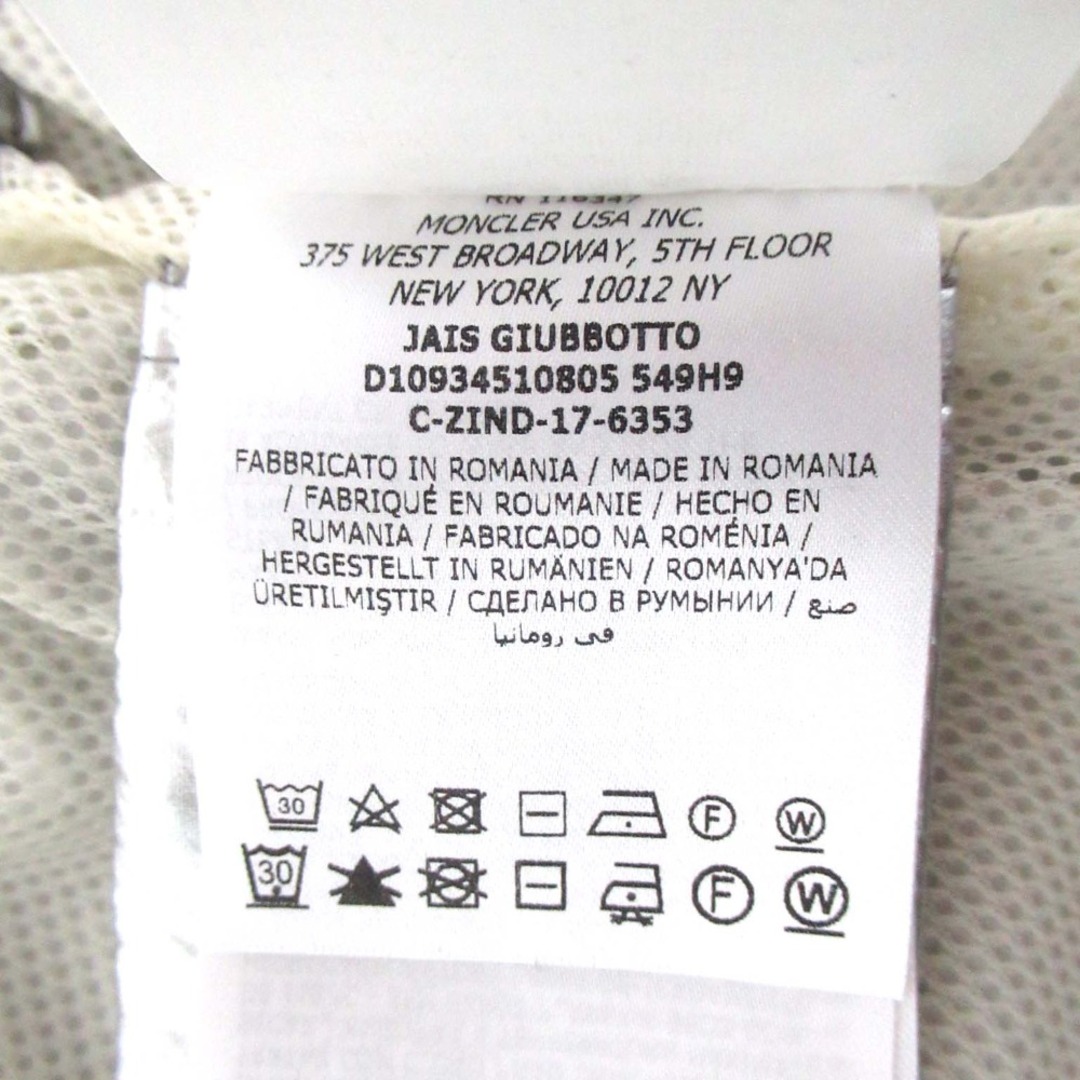 RN 116347
MONCLER USA INC.
375 WEST BROADWAY, 5TH FLOOR
NEW YORK, 10012 NY
JAIS GIUBBOTTO
D10934510805 549H9
C-ZIND-17-6353
FABBRICATO IN ROMANIA / MADE IN ROMANIA
/ FABRIQUÉ EN ROUMANIE / HECHO EN
RUMANIA / FABRICADO NA ROMÉNIA /
HERGESTELLT IN RUMÄNIEN / ROMANYA'DA
ÜRETILMIŞTIR / СДЕЛАНО В РУМЫНИИ / صنع
في رومانيا
30 F W
30 F W